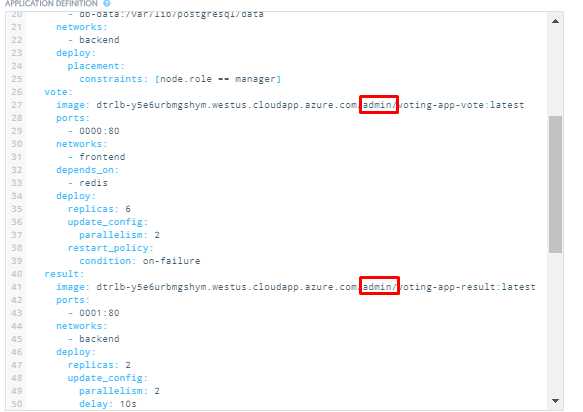 APPLICATION DEFINITION ?
20 - db-data:/var/lib/postgresql/data
21 networks:
22 - backend
23 deploy:
24 placement:
25 constraints: [node.role == manager]
26 vote:
27 image: dtrlb-y5e6urbmgshym.westus.cloudapp.azure.com/admin/voting-app-vote:latest
28 ports:
29 - 0000:80
30 networks:
31 - frontend
32 depends_on:
33 - redis
34 deploy:
35 replicas: 6
36 update_config:
37 parallelism: 2
38 restart_policy:
39 condition: on-failure
40 result:
41 image: dtrlb-y5e6urbmgshym.westus.cloudapp.azure.com/admin/voting-app-result:latest
42 ports:
43 - 0001:80
44 networks:
45 - backend
46 deploy:
47 replicas: 2
48 update_config:
49 parallelism: 2
50 delay: 10s